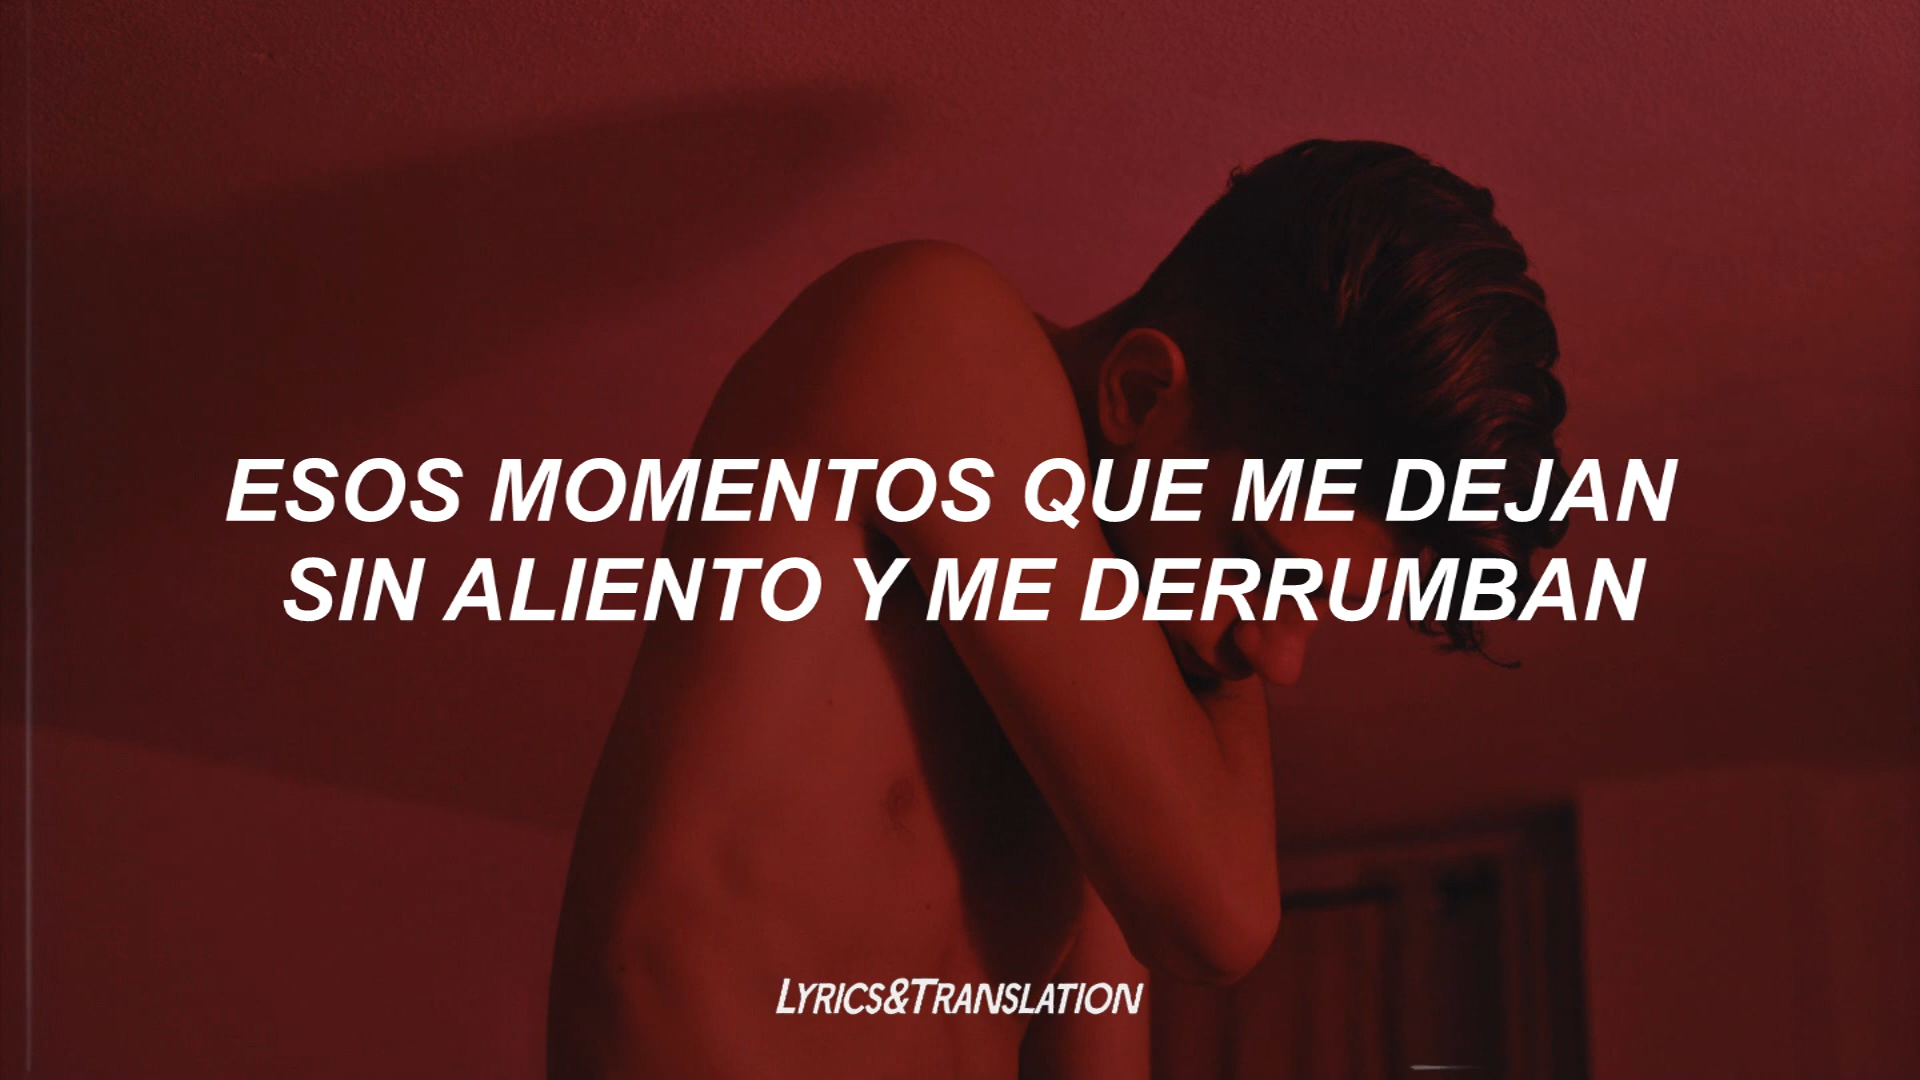 ESOS MOMENTOS QUE ME DEJAN
SIN ALIENTO Y ME DERRUMBAN
LYRICS&TRANSLATION